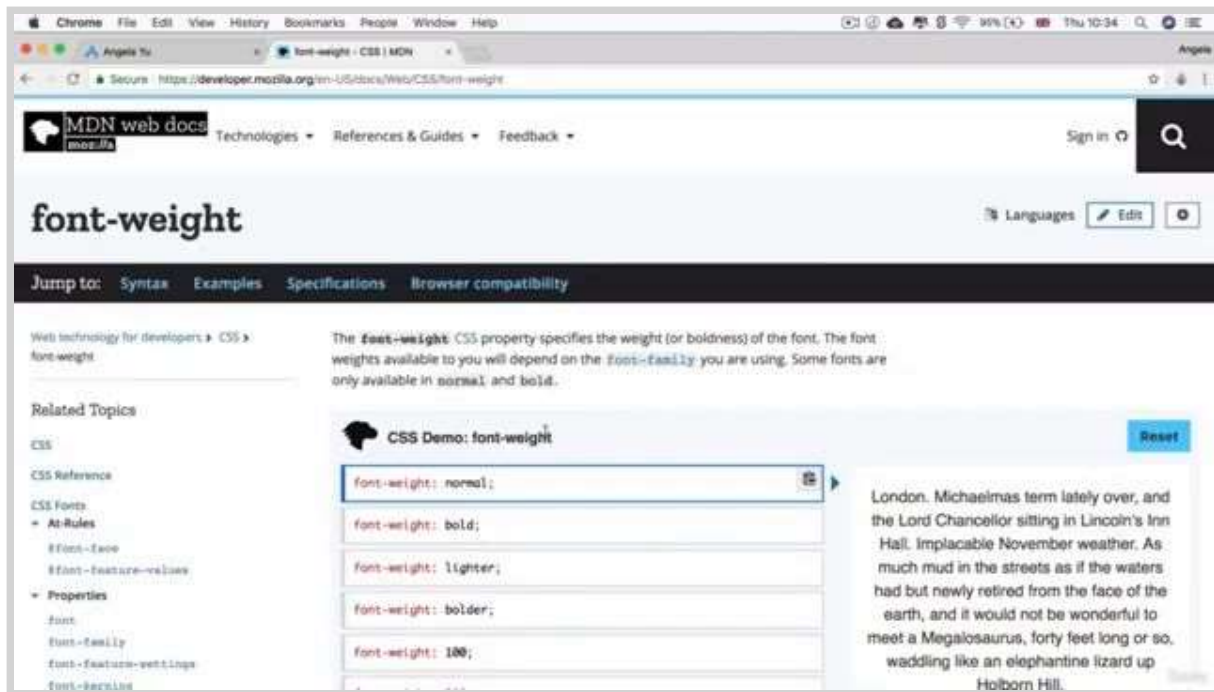 Chrome File Edit View History Bookmarks People Window Help
Thu 10:34
Angela Yu
font-weight - CSS | MDN
Angela
Secure https://developer.mozilla.org/en-US/docs/Web/CSS/font-weight
MDN web docs
moz://a
Technologies References & Guides Feedback
Sign in
font-weight
Languages Edit
Jump to: Syntax Examples Specifications Browser compatibility
Web technology for developers CSS
font-weight
The font-weight CSS property specifies the weight (or boldness) of the font. The font
weights available to you will depend on the font-family you are using. Some fonts are
only available in normal and bold.
Related Topics
CSS
CSS Reference
CSS Fonts
At-Rules
@font-face
@font-feature-values
Properties
font
font-family
font-feature-settings
font-kerning
CSS Demo: font-weight
Reset
font-weight: normal;
font-weight: bold;
font-weight: lighter;
font-weight: bolder;
font-weight: 100;
London. Michaelmas term lately over, and
the Lord Chancellor sitting in Lincoln's Inn
Hall. Implacable November weather. As
much mud in the streets as if the waters
had but newly retired from the face of the
earth, and it would not be wonderful to
meet a Megalosaurus, forty feet long or so,
waddling like an elephantine lizard up
Holborn Hill.